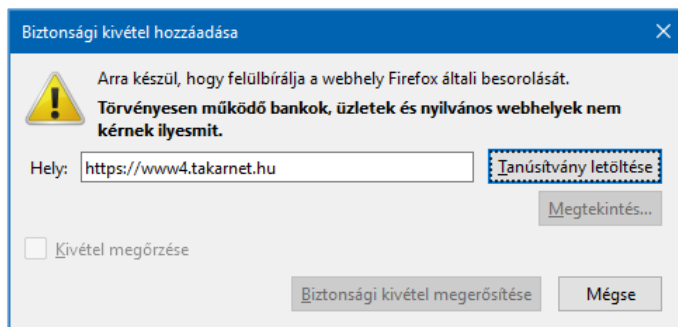 Biztonsági kivétel hozzáadása
Arra készül, hogy felülbírálja a webhely Firefox általi besorolását.
Törvényesen működő bankok, üzletek és nyilvános webhelyek nem
kérnek ilyesmit.
Hely: https://www4.takarnet.hu Tanúsítvány letöltése
Megtekintés...
Kivétel megőrzése
Biztonsági kivétel megerősítése Mégse